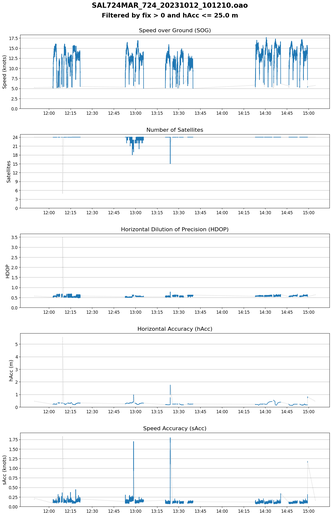 SAL724MAR_724_20231012_101210.oao
Filtered by fix > 0 and hAcc <= 25.0 m
Speed over Ground (SOG)
Speed (knots)
17.5
15.0
12.5
10.0
7.5
5.0
2.5
0.0
12:00 12:15 12:30 12:45 13:00 13:15 13:30 13:45 14:00 14:15 14:30 14:45 15:00
Number of Satellites
Satellites
24
21
18
15
12
9
6
3
0
12:00 12:15 12:30 12:45 13:00 13:15 13:30 13:45 14:00 14:15 14:30 14:45 15:00
Horizontal Dilution of Precision (HDOP)
HDOP
3.5
3.0
2.5
2.0
1.5
1.0
0.5
0.0
12:00 12:15 12:30 12:45 13:00 13:15 13:30 13:45 14:00 14:15 14:30 14:45 15:00
Horizontal Accuracy (hAcc)
hAcc (m)
5
4
3
2
1
0
12:00 12:15 12:30 12:45 13:00 13:15 13:30 13:45 14:00 14:15 14:30 14:45 15:00
Speed Accuracy (sAcc)
sAcc (knots)
1.75
1.50
1.25
1.00
0.75
0.50
0.25
0.00
12:00 12:15 12:30 12:45 13:00 13:15 13:30 13:45 14:00 14:15 14:30 14:45 15:00